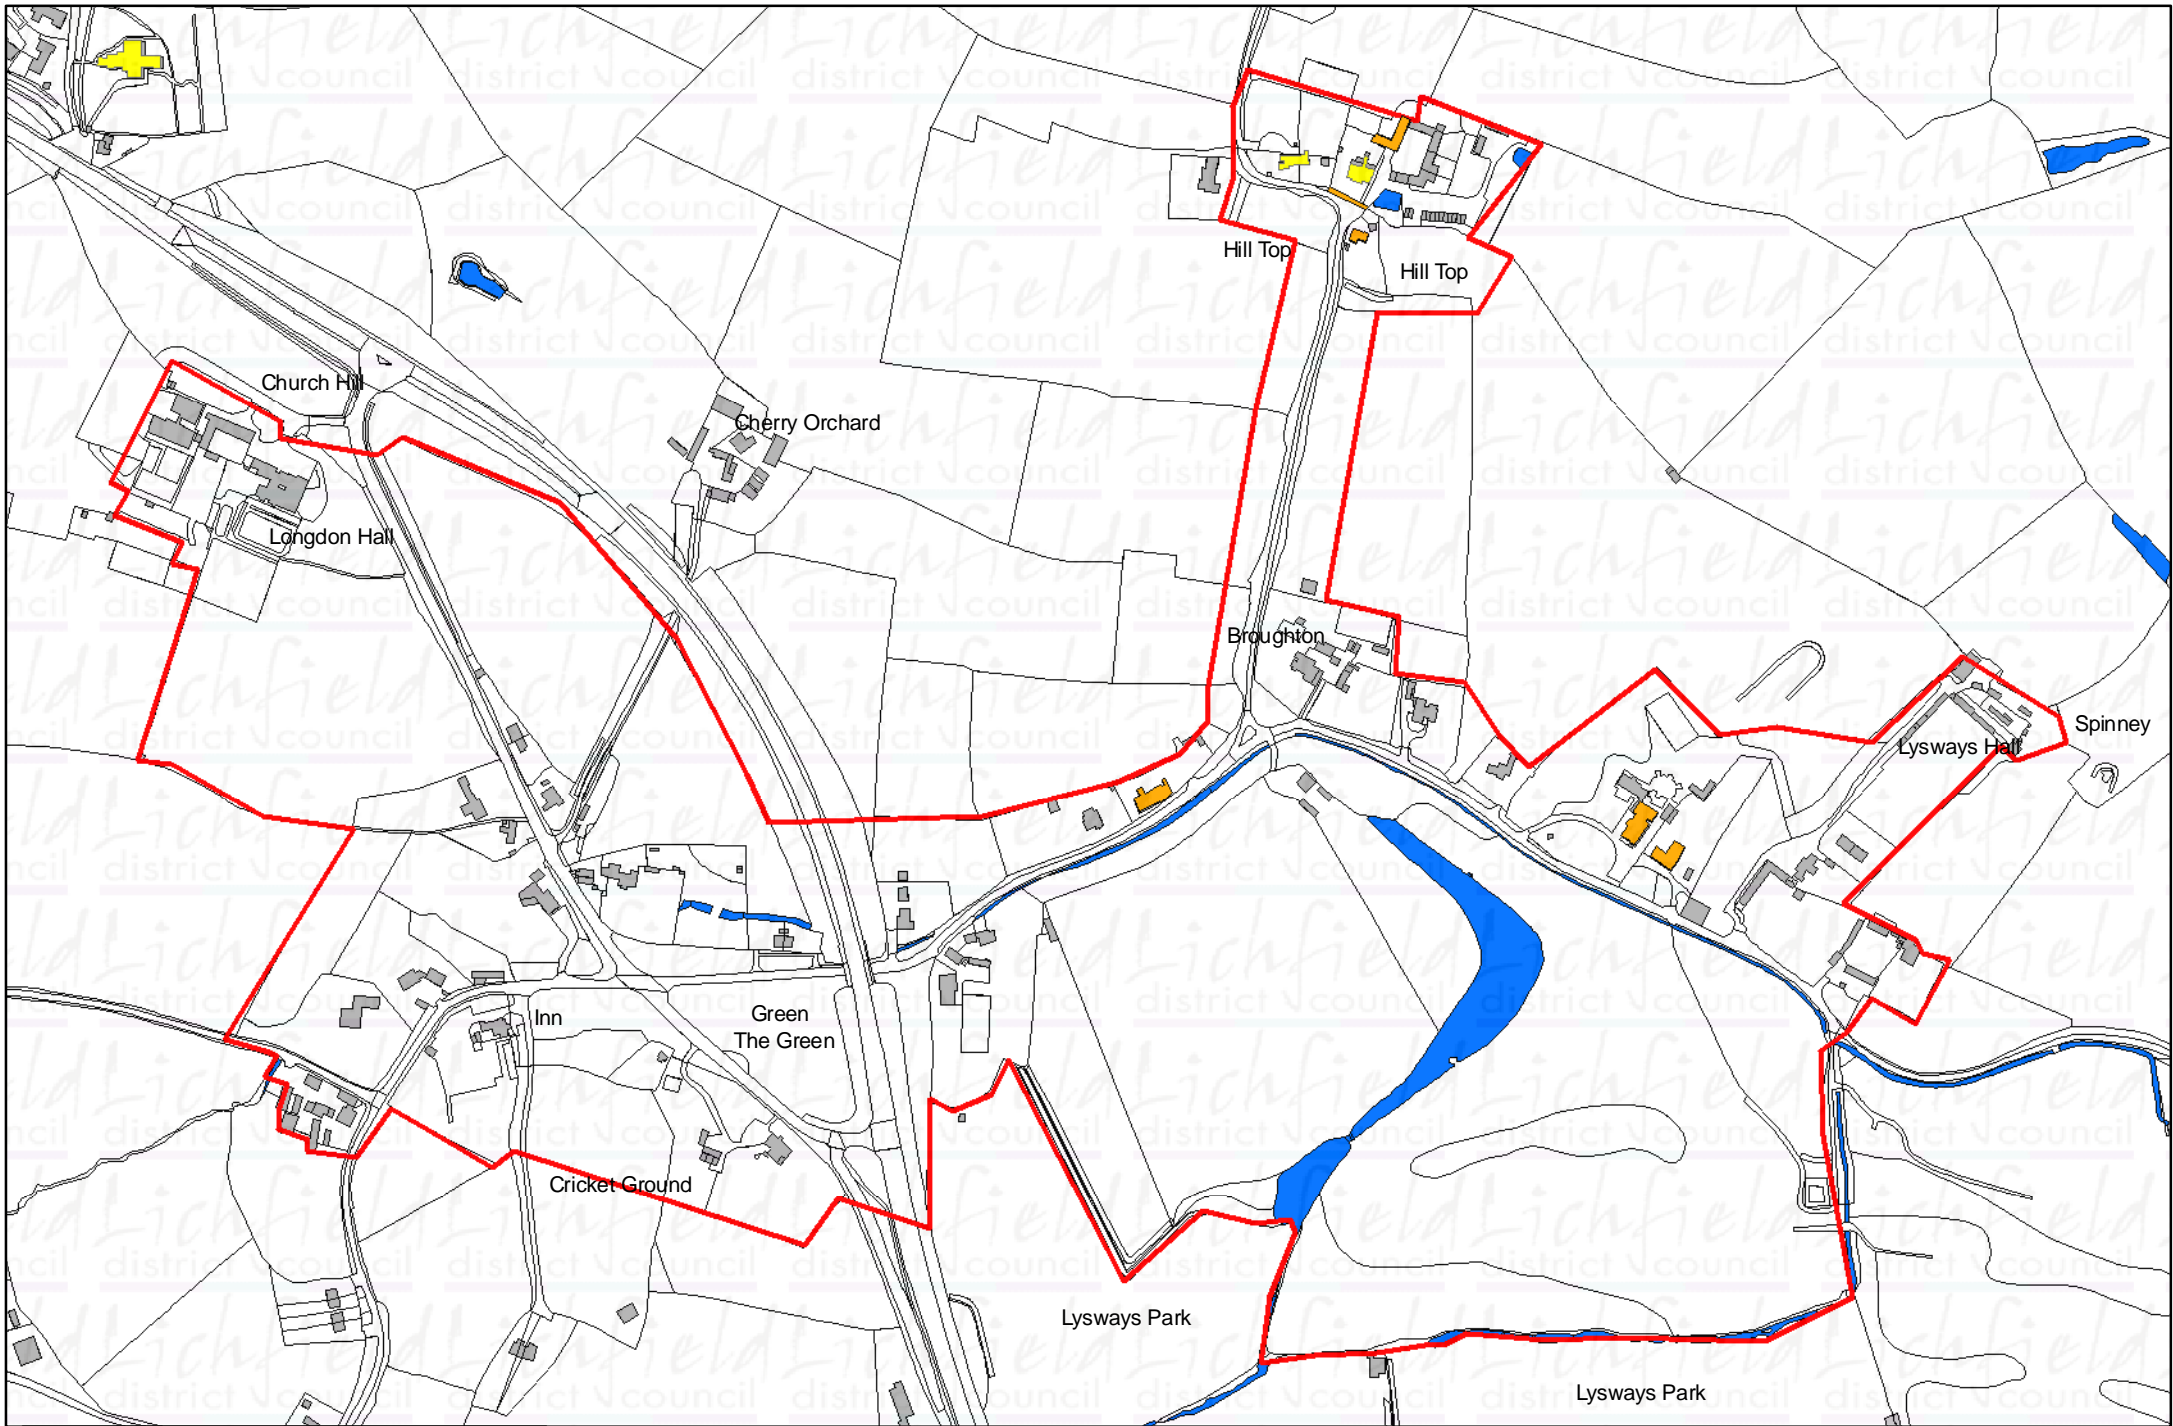 Hill Top
Hill Top
Church Hill
Cherry Orchard
Longdon Hall
Broughton
Spinney
Lysways Hall
Inn
Green
The Green
Cricket Ground
Lysways Park
Lysways Park
Lichfield
district council